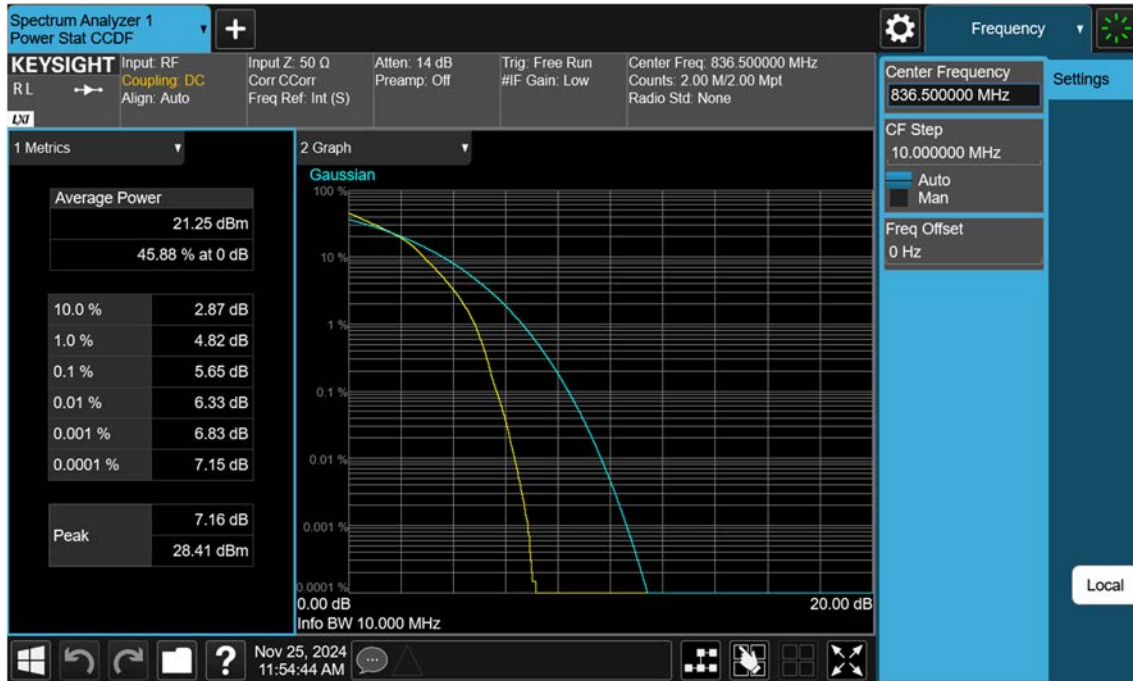 Spectrum Analyzer 1
Power Stat CCDF
Frequency
KEYSIGHT
R L
LXI
Input: RF
Coupling: DC
Align: Auto
Input Z: 50 Ω
Corr CCorr
Freq Ref: Int (S)
Atten: 14 dB
Preamp: Off
Trig: Free Run
#IF Gain: Low
Center Freq: 836.500000 MHz
Counts: 2.00 M/2.00 Mpt
Radio Std: None
Center Frequency
836.500000 MHz
Settings
CF Step
10.000000 MHz
Auto
Man
Freq Offset
0 Hz
Local
1 Metrics
Average Power
21.25 dBm
45.88 % at 0 dB
10.0 % 2.87 dB
1.0 % 4.82 dB
0.1 % 5.65 dB
0.01 % 6.33 dB
0.001 % 6.83 dB
0.0001 % 7.15 dB
Peak
7.16 dB
28.41 dBm
2 Graph
Gaussian
100 %
10 %
1 %
0.1 %
0.01 %
0.001 %
0.0001 %
0.00 dB 20.00 dB
Info BW 10.000 MHz
?
Nov 25, 2024
11:54:44 AM